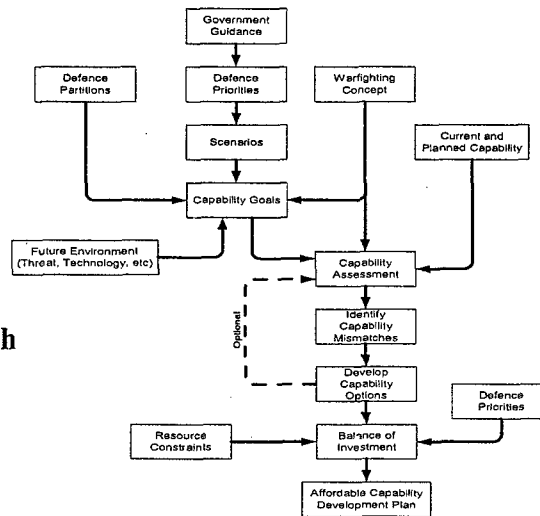 Government
Guidance
Defence
Partitions
Defence
Priorities
Warfighting
Concept
Scenarios
Current and
Planned Capability
Capability Goals
Future Environment
(Threat, Technology, etc)
Capability
Assessment
Optional
Identify
Capability
Mismatches
h
Develop
Capability
Options
Defence
Priorities
Resource
Constraints
Balance of
Investment
Affordable Capability
Development Plan